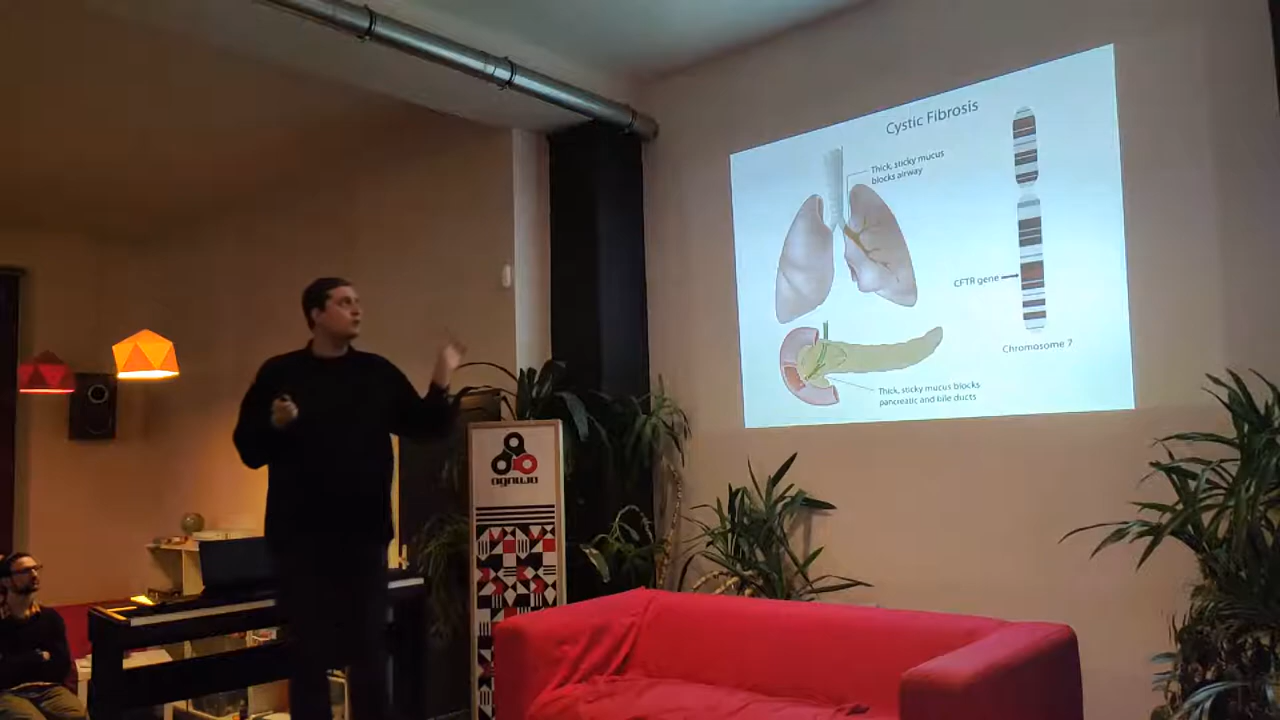 Cystic Fibrosis
Thick, sticky mucus
blocks airway
CFTR gene
Chromosome 7
Thick, sticky mucus blocks
pancreatic and bile ducts